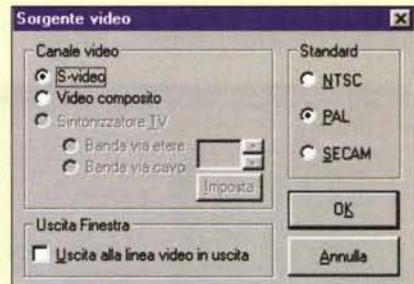 Sorgente video
Canale video
S-video
Video composito
Sintonizzatore TV
Banda via etere
Banda via cavo
Imposta
Uscita Finestra
Uscita alla linea video in uscita
Standard
NTSC
PAL
SECAM
OK
Annulla